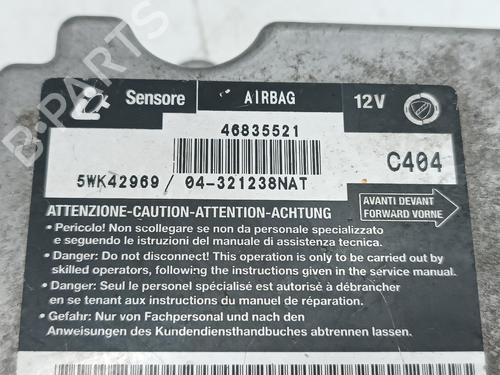 Sensore AIRBAG 12V
46835521
C404
5WK42969 / 04-321238NAT
AVANTI DEVANT
FORWARD VORNE
ATTENZIONE-CAUTION-ATTENTION-ACHTUNG
• Pericolo! Non scollegare se non da personale specializzato
e seguendo le istruzioni del manuale di assistenza tecnica.
• Danger: Do not disconnect! This operation is only to be carried out by
skilled operators, following the instructions given in the service manual.
• Danger: Seul le personel spécialisé est autorisé à débrancher
en se tenant aux instructions du manuel de réparation.
• Gefahr: Nur von Fachpersonal und nach den
Anweisungen des Kundendiensthandbuches abtrennen lassen.
B-PARTS